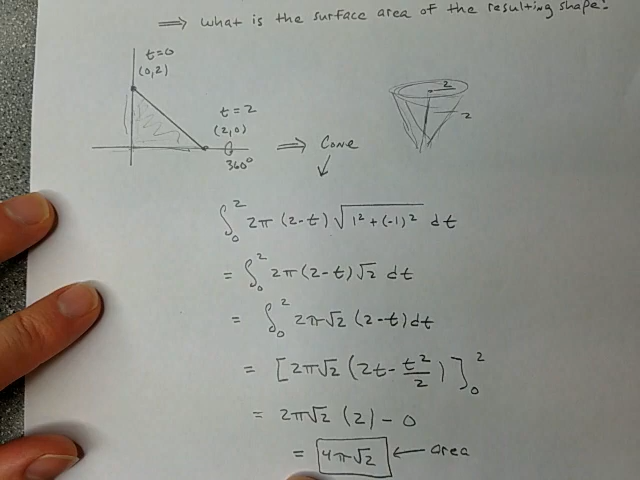 ⟹ What is the surface area of the resulting shape?
t=0
(0,2)
t=2
(2,0)
360°
⟹ Cone
↓
2
2
∫₀² 2π (2-t) √(1²+(-1)²) dt
= ∫₀² 2π(2-t)√2 dt
= ∫₀² 2π√2 (2-t)dt
= [2π√2 (2t - t²/2)]₀²
= 2π√2 (2) - 0
= 4π√2 ← area